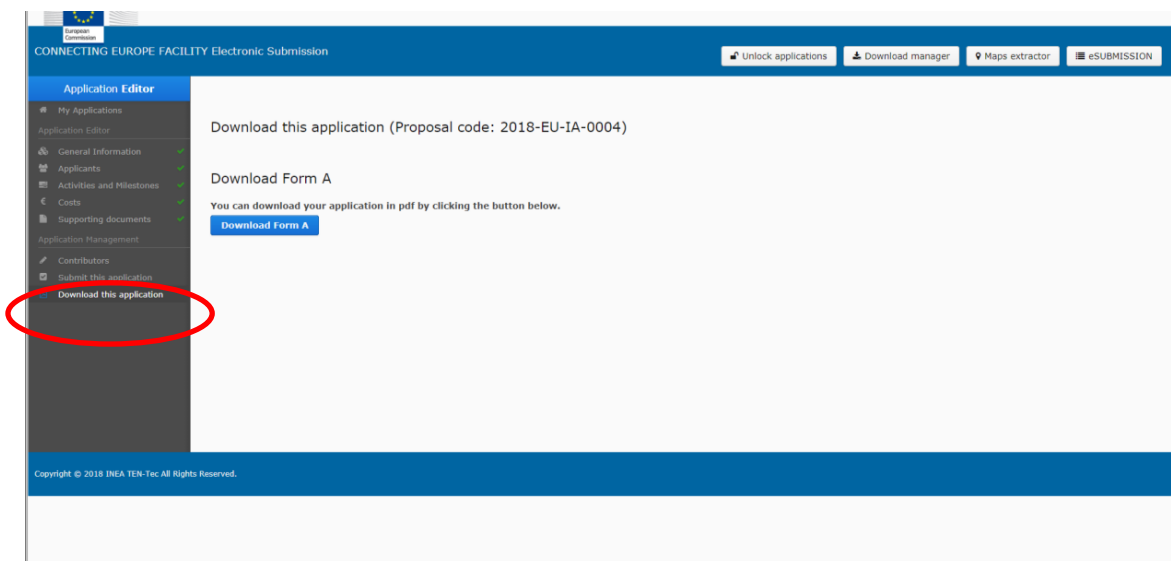 European
Commission
CONNECTING EUROPE FACILITY Electronic Submission
Unlock applications
Download manager
Maps extractor
eSUBMISSION
Application Editor
My Applications
Application Editor
General Information
Applicants
Activities and Milestones
€ Costs
Supporting documents
Application Management
Contributors
Submit this application
Download this application
Download this application (Proposal code: 2018-EU-IA-0004)
Download Form A
You can download your application in pdf by clicking the button below.
Download Form A
Copyright © 2018 INEA TEN-Tec All Rights Reserved.